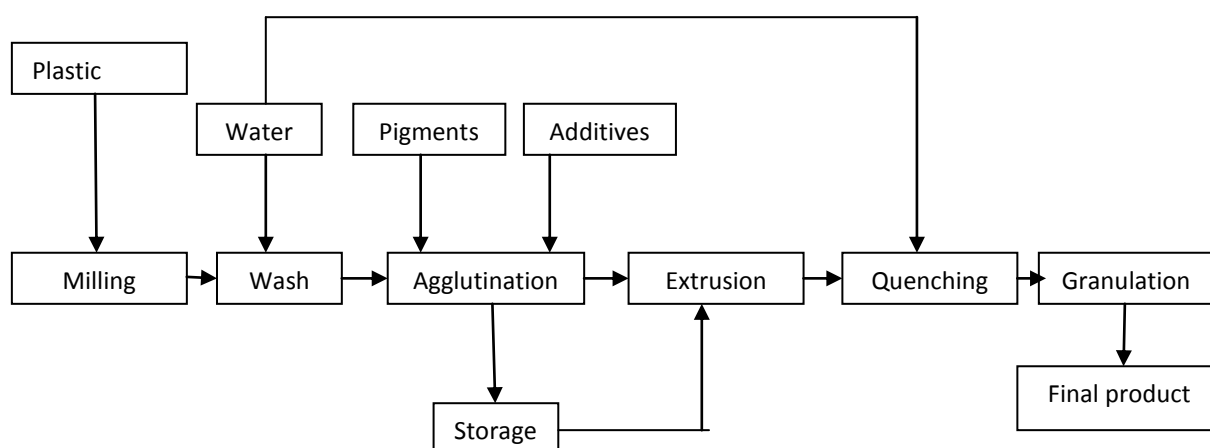 Plastic
Water
Pigments
Additives
Milling
Wash
Agglutination
Extrusion
Quenching
Granulation
Final product
Storage